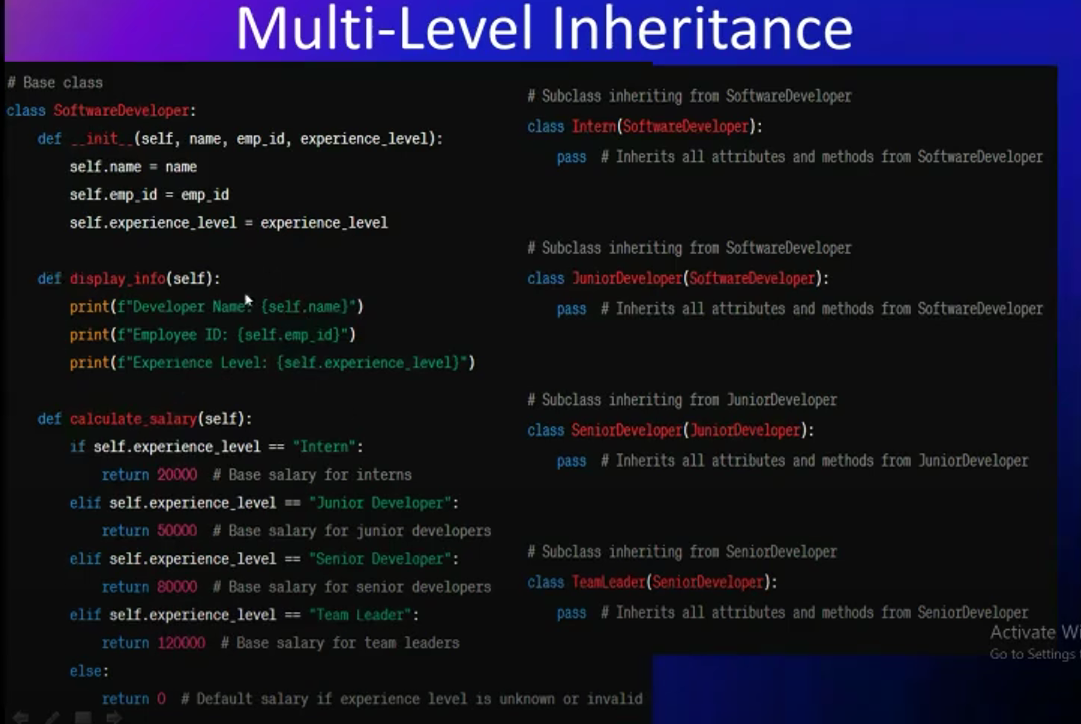 Multi-Level Inheritance
# Base class
class SoftwareDeveloper:
    def __init__(self, name, emp_id, experience_level):
        self.name = name
        self.emp_id = emp_id
        self.experience_level = experience_level
    def display_info(self):
        print(f"Developer Name: {self.name}")
        print(f"Employee ID: {self.emp_id}")
        print(f"Experience Level: {self.experience_level}")
    def calculate_salary(self):
        if self.experience_level == "Intern":
            return 20000  # Base salary for interns
        elif self.experience_level == "Junior Developer":
            return 50000  # Base salary for junior developers
        elif self.experience_level == "Senior Developer":
            return 80000  # Base salary for senior developers
        elif self.experience_level == "Team Leader":
            return 120000  # Base salary for team leaders
        else:
            return 0  # Default salary if experience level is unknown or invalid
# Subclass inheriting from SoftwareDeveloper
class Intern(SoftwareDeveloper):
    pass  # Inherits all attributes and methods from SoftwareDeveloper
# Subclass inheriting from SoftwareDeveloper
class JuniorDeveloper(SoftwareDeveloper):
    pass  # Inherits all attributes and methods from SoftwareDeveloper
# Subclass inheriting from JuniorDeveloper
class SeniorDeveloper(JuniorDeveloper):
    pass  # Inherits all attributes and methods from JuniorDeveloper
# Subclass inheriting from SeniorDeveloper
class TeamLeader(SeniorDeveloper):
    pass  # Inherits all attributes and methods from SeniorDeveloper
Activate Wi
Go to Settings